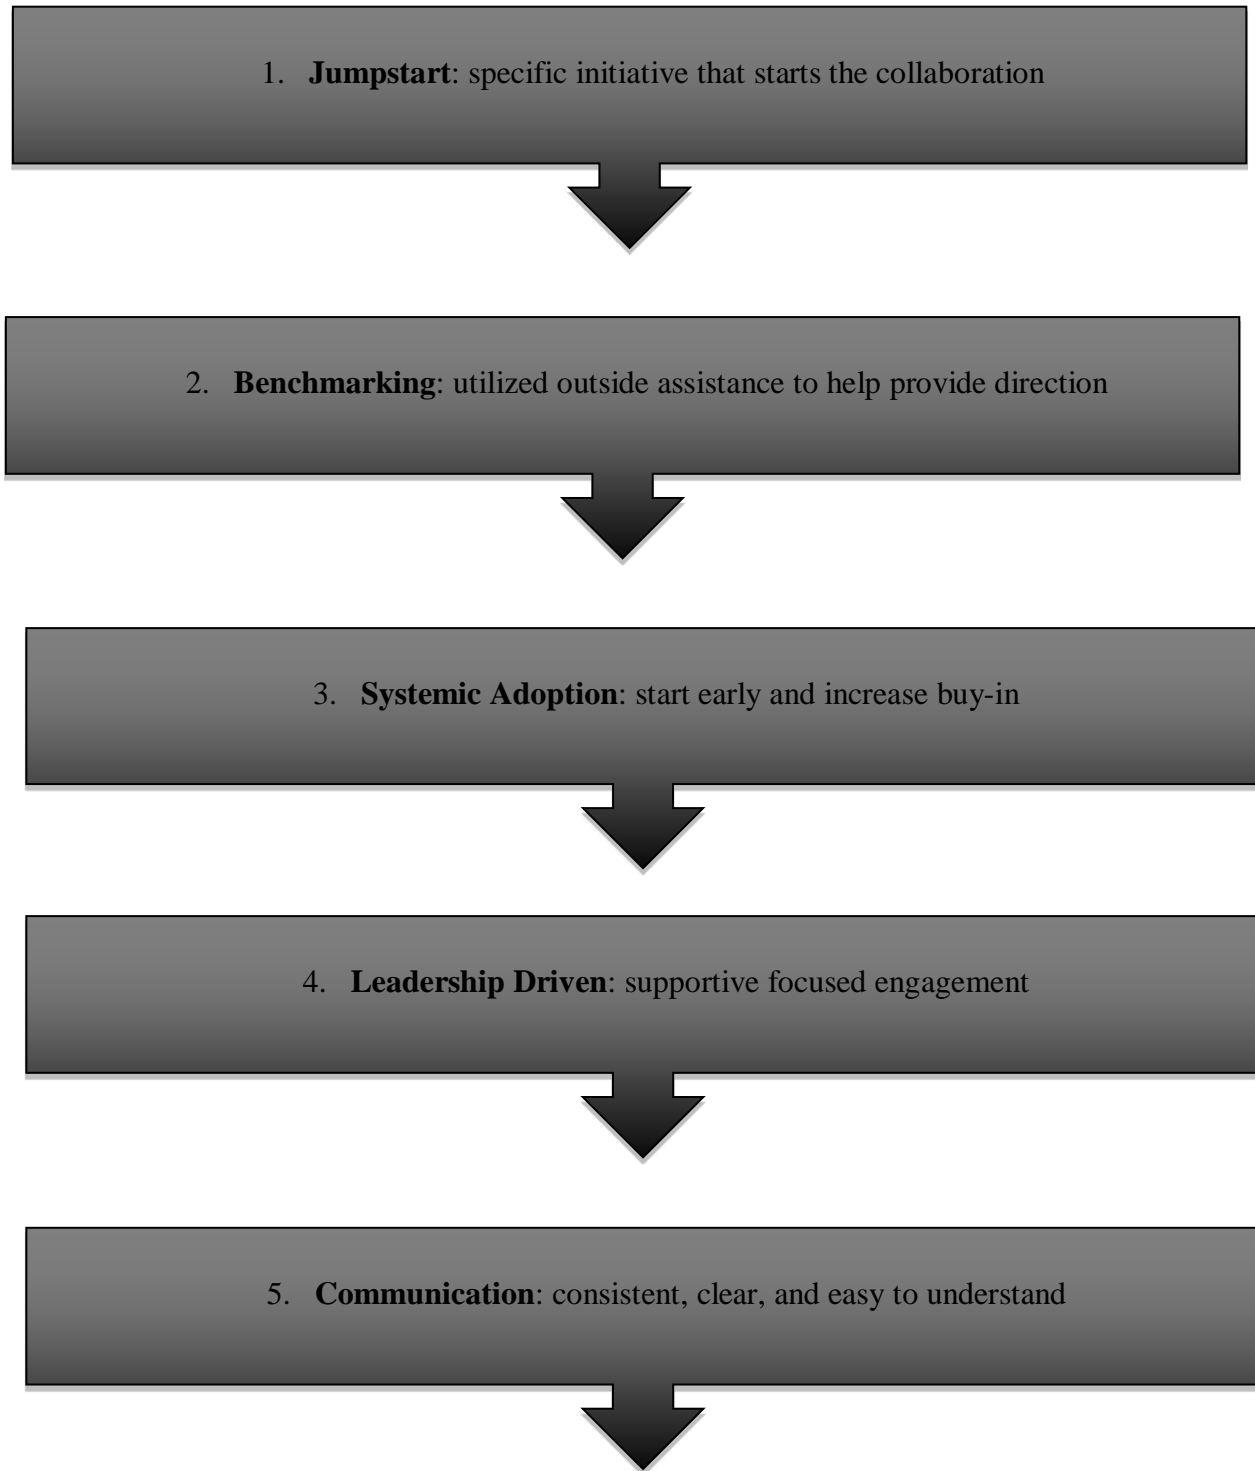 1. Jumpstart: specific initiative that starts the collaboration
2. Benchmarking: utilized outside assistance to help provide direction
3. Systemic Adoption: start early and increase buy-in
4. Leadership Driven: supportive focused engagement
5. Communication: consistent, clear, and easy to understand